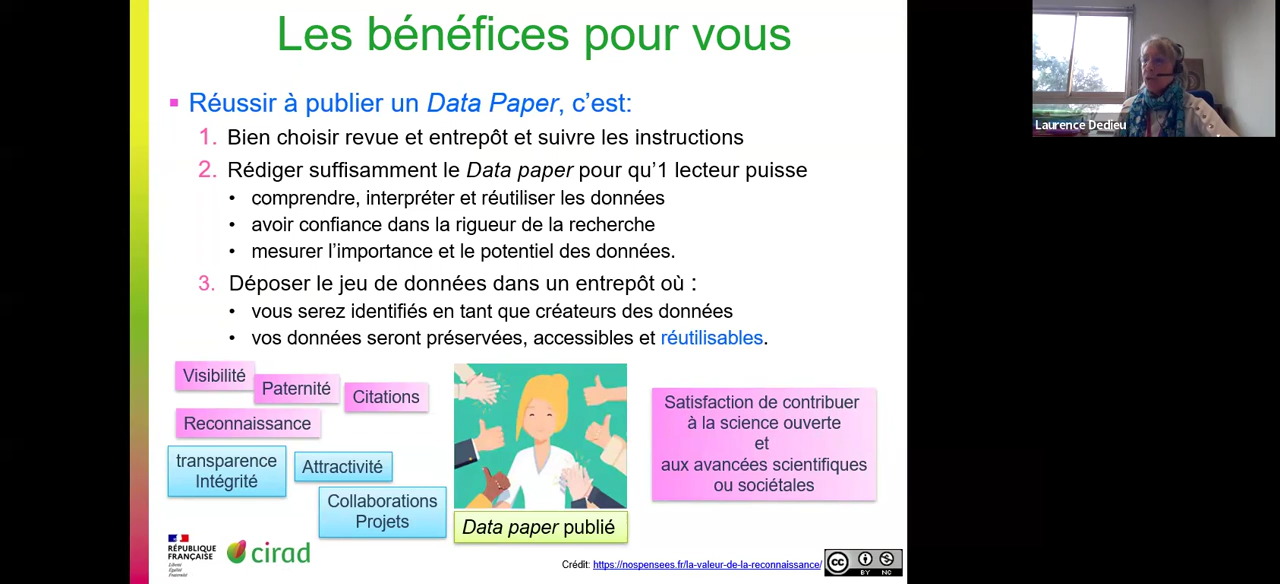 Les bénéfices pour vous
Réussir à publier un Data Paper, c’est:
1. Bien choisir revue et entrepôt et suivre les instructions
2. Rédiger suffisamment le Data paper pour qu’1 lecteur puisse
• comprendre, interpréter et réutiliser les données
• avoir confiance dans la rigueur de la recherche
• mesurer l’importance et le potentiel des données.
3. Déposer le jeu de données dans un entrepôt où :
• vous serez identifiés en tant que créateurs des données
• vos données seront préservées, accessibles et réutilisables.
Visibilité
Paternité
Citations
Reconnaissance
transparence
Intégrité
Attractivité
Collaborations
Projets
Data paper publié
Satisfaction de contribuer
à la science ouverte
et
aux avancées scientifiques
ou sociétales
RÉPUBLIQUE
FRANÇAISE
Liberté
Égalité
Fraternité
cirad
Crédit: https://nospensees.fr/la-valeur-de-la-reconnaissance/
cc
BY NC
Laurence Dedieu